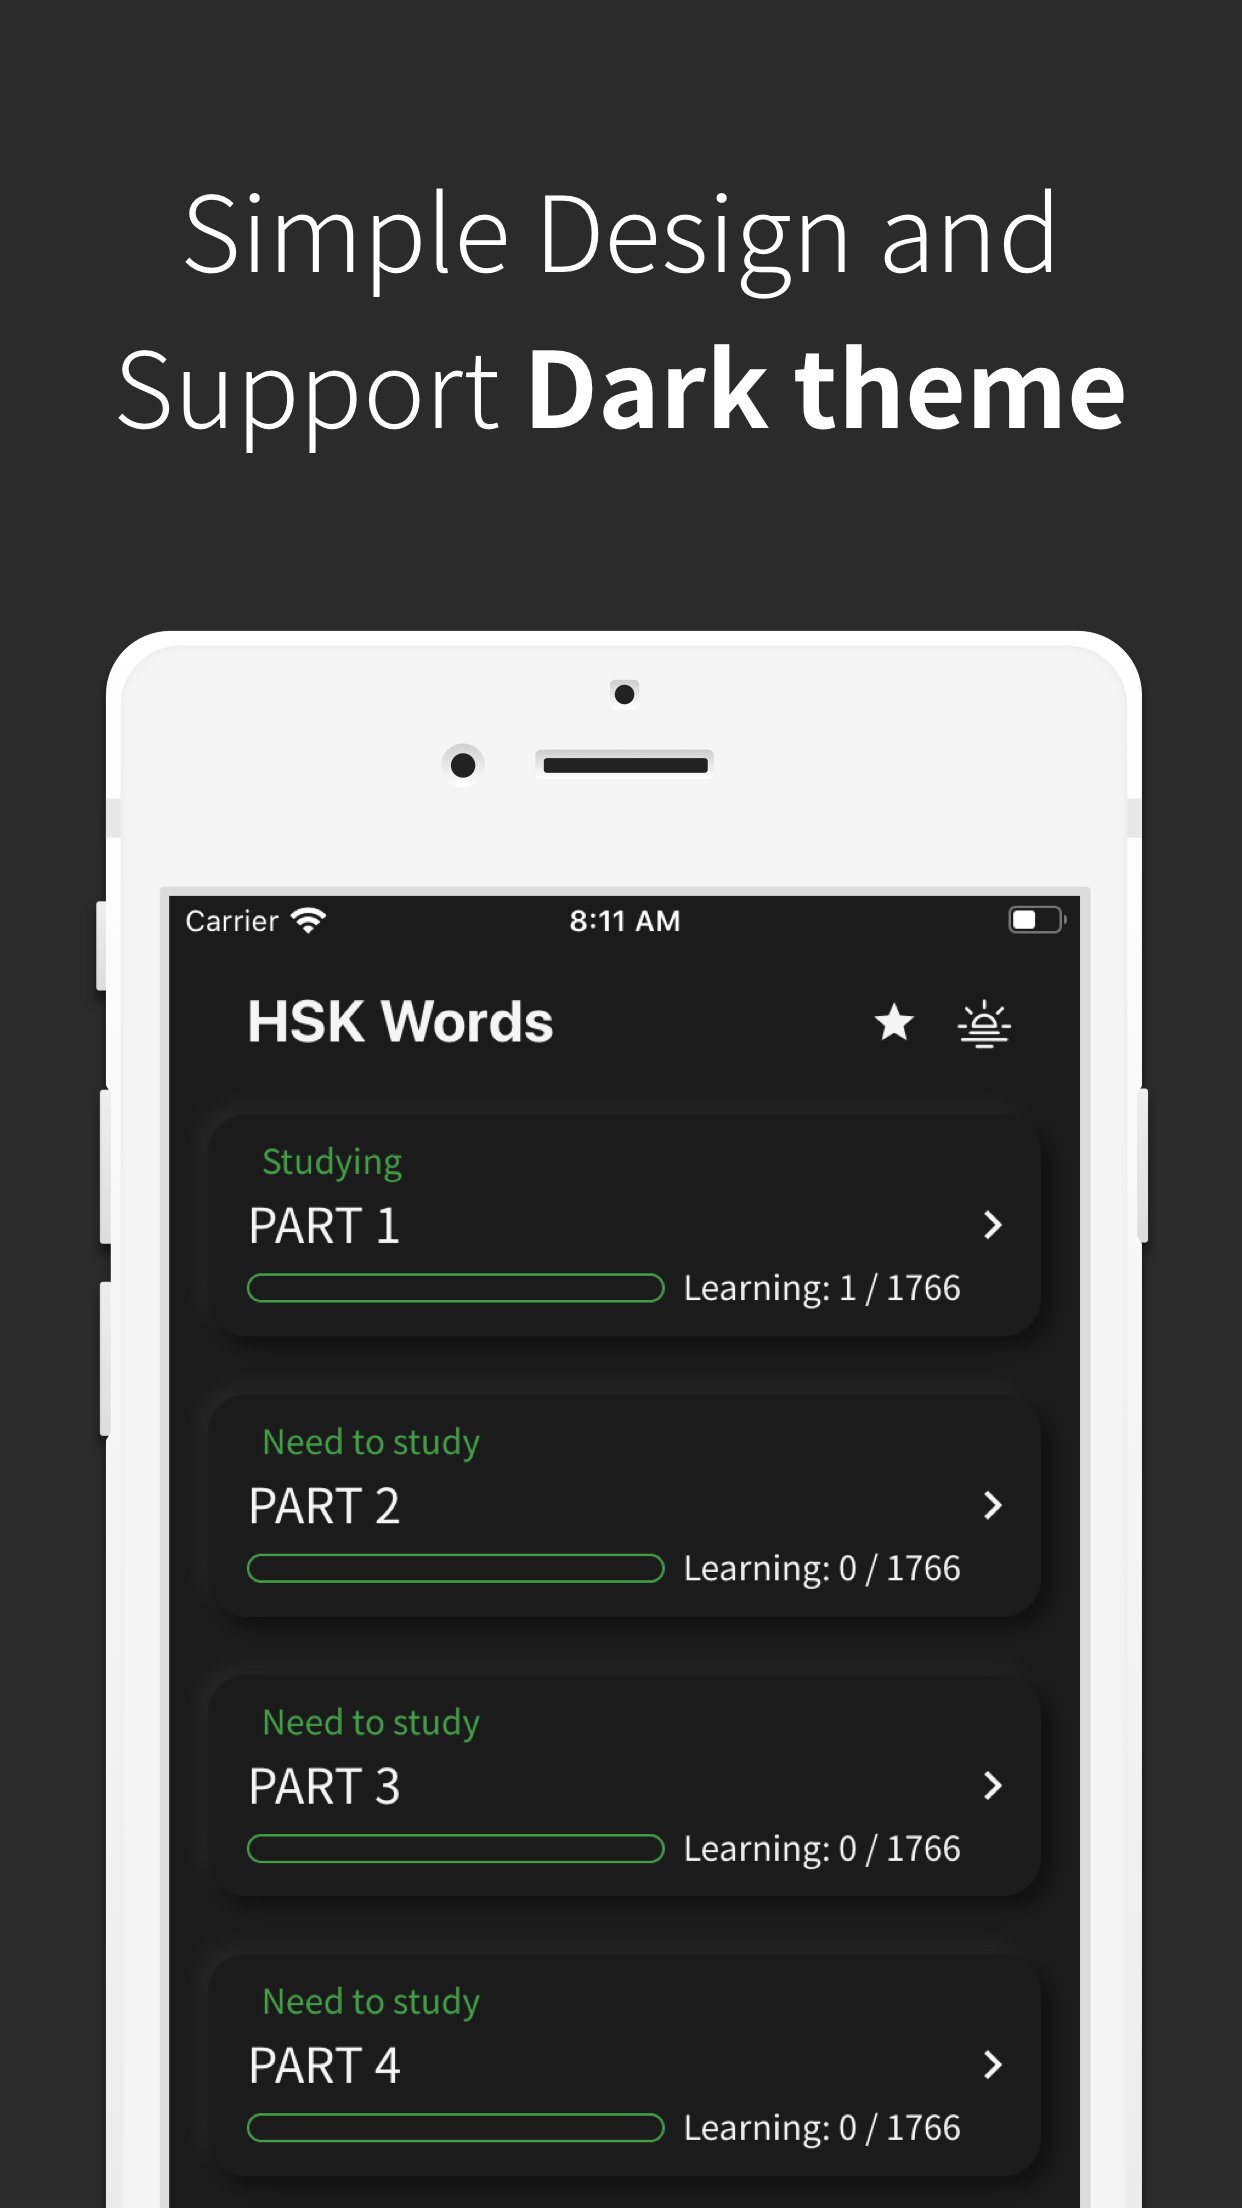 Simple Design and
Support Dark theme
Carrier 8:11 AM
HSK Words
Studying
PART 1
Learning: 1 / 1766
Need to study
PART 2
Learning: 0 / 1766
Need to study
PART 3
Learning: 0 / 1766
Need to study
PART 4
Learning: 0 / 1766